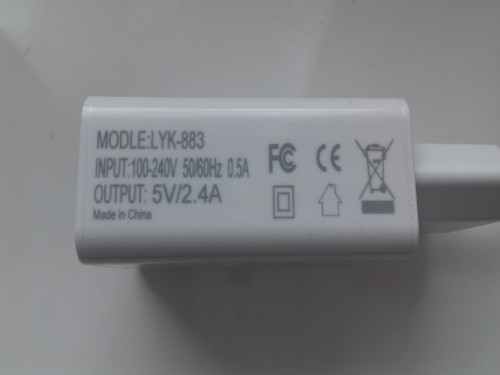 MODLE:LYK-883
INPUT:100-240V 50/60Hz 0.5A
OUTPUT: 5V/2.4A
Made in China
FC CE